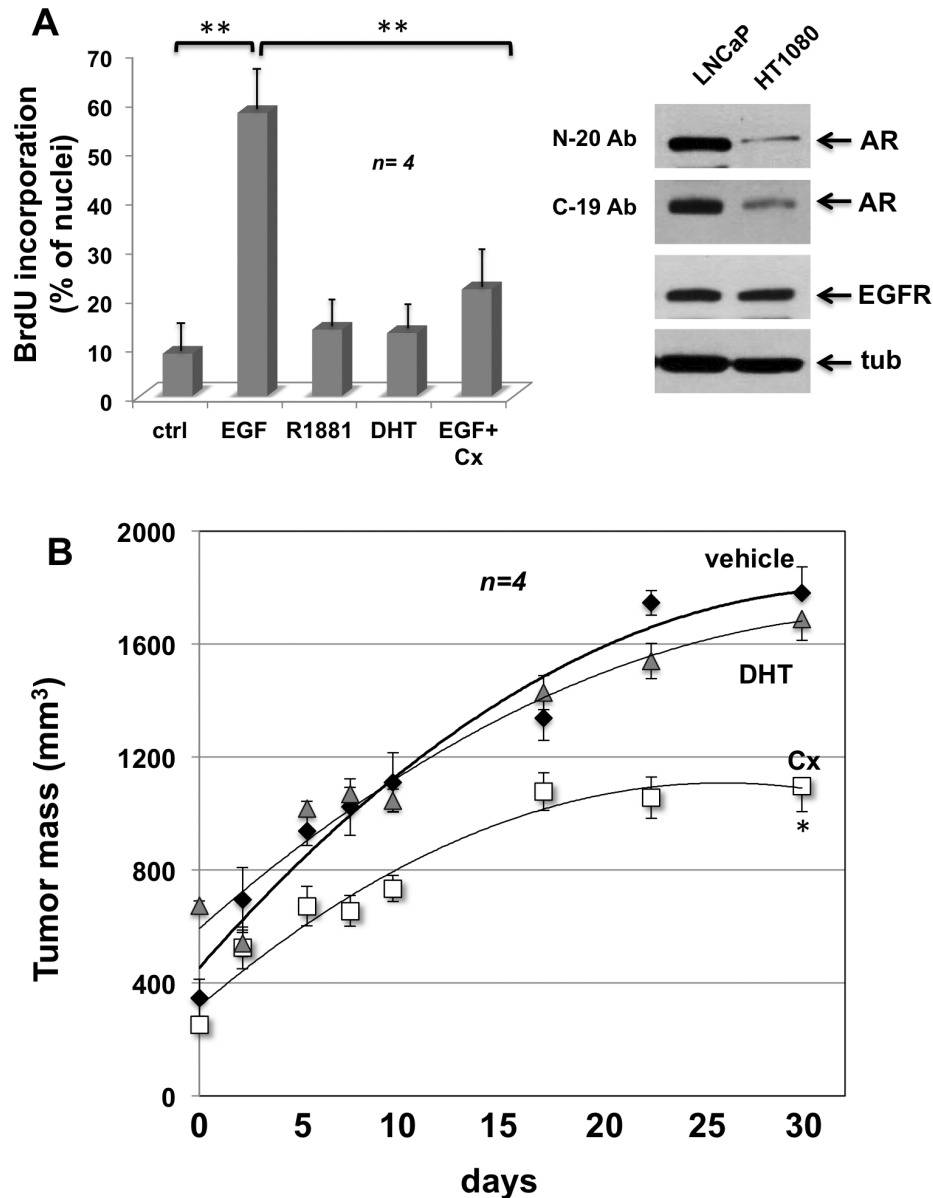 A
** **
70
60
50
40
30
20
10
0
BrdU incorporation
(% of nuclei)
n= 4
ctrl EGF R1881 DHT EGF+
Cx
LNCaP HT1080
N-20 Ab AR
C-19 Ab AR
EGFR
tub
B
2000
1600
1200
800
400
0
Tumor mass (mm³)
n=4
vehicle
DHT
Cx
*
0 5 10 15 20 25 30
days